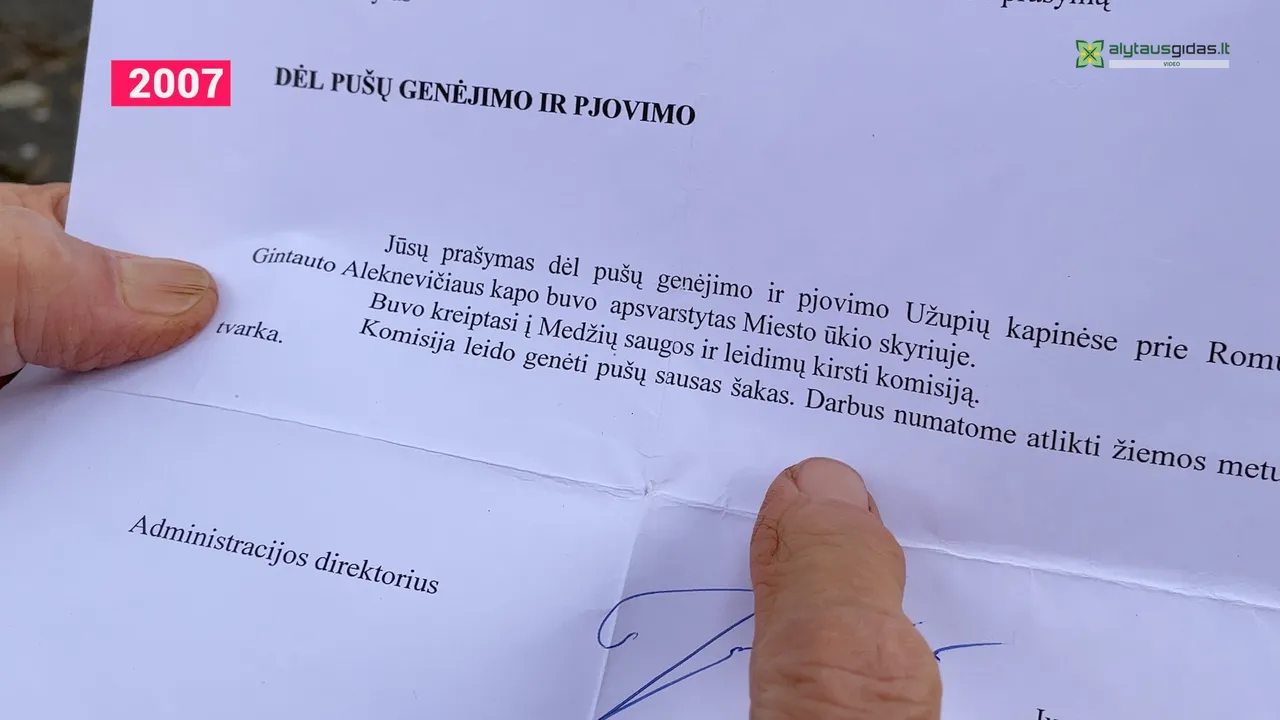 prašymą
2007
alytausgidas.lt
VIDEO
DĖL PUŠŲ GENĖJIMO IR PJOVIMO
Jūsų prašymas dėl pušų genėjimo ir pjovimo Užupių kapinėse prie
Gintauto Aleknevičiaus kapo buvo apsvarstytas Miesto ūkio skyriuje.
Buvo kreiptasi į Medžių saugos ir leidimų kirsti komisiją.
Komisija leido genėti pušų sausas šakas. Darbus numatome atlikti žiemos
tvarka.
Administracijos direktorius